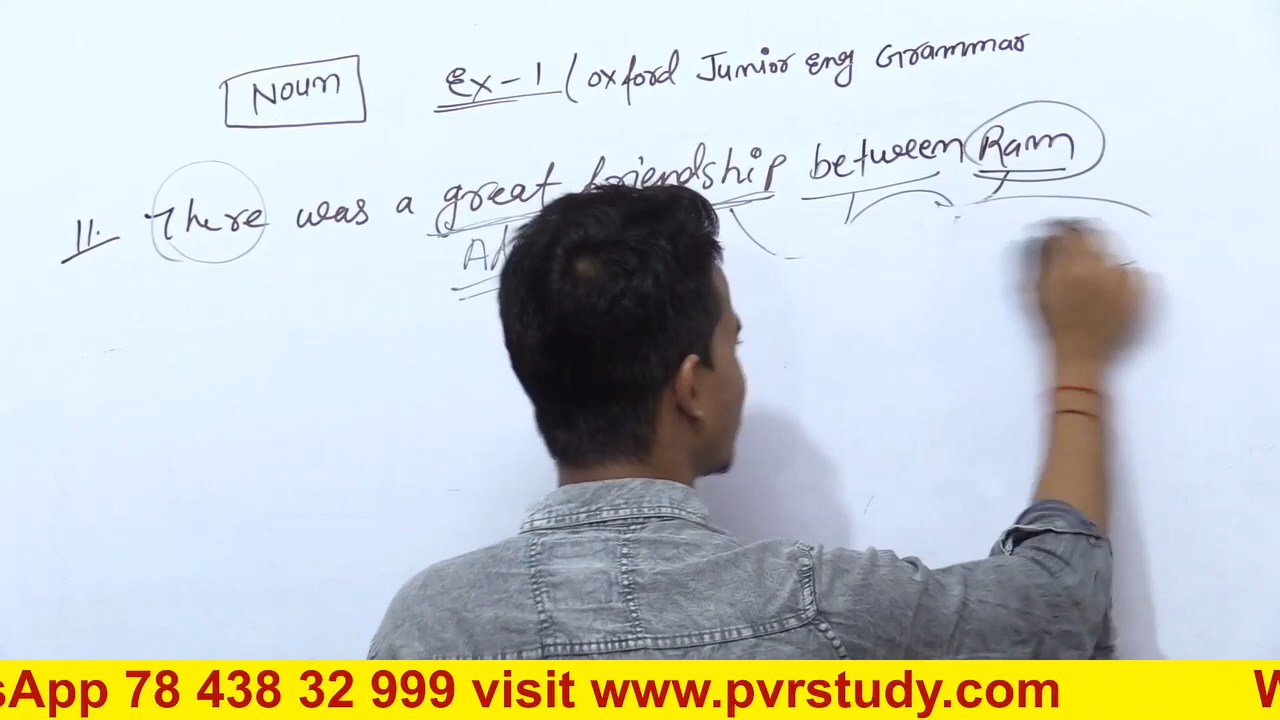 Noun
Ex-1 (Oxford Junior Eng Grammar
11. There was a great friendship between Ram
sApp 78 438 32 999 visit www.pvrstudy.com W